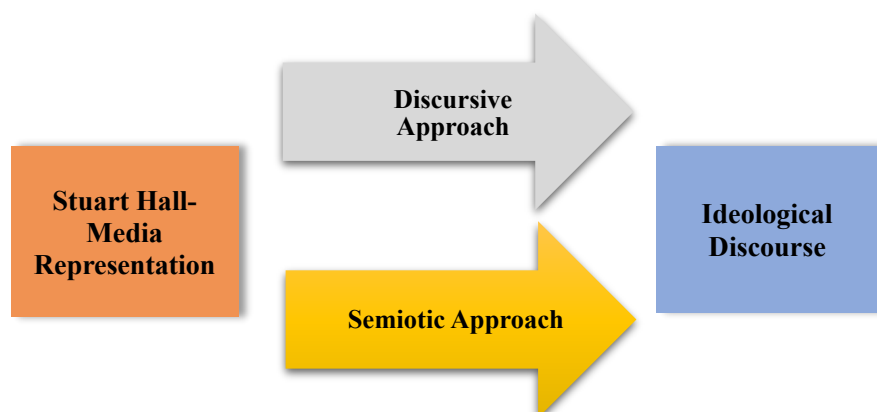 Discursive
Approach
Stuart Hall-
Media
Representation
Ideological
Discourse
Semiotic Approach